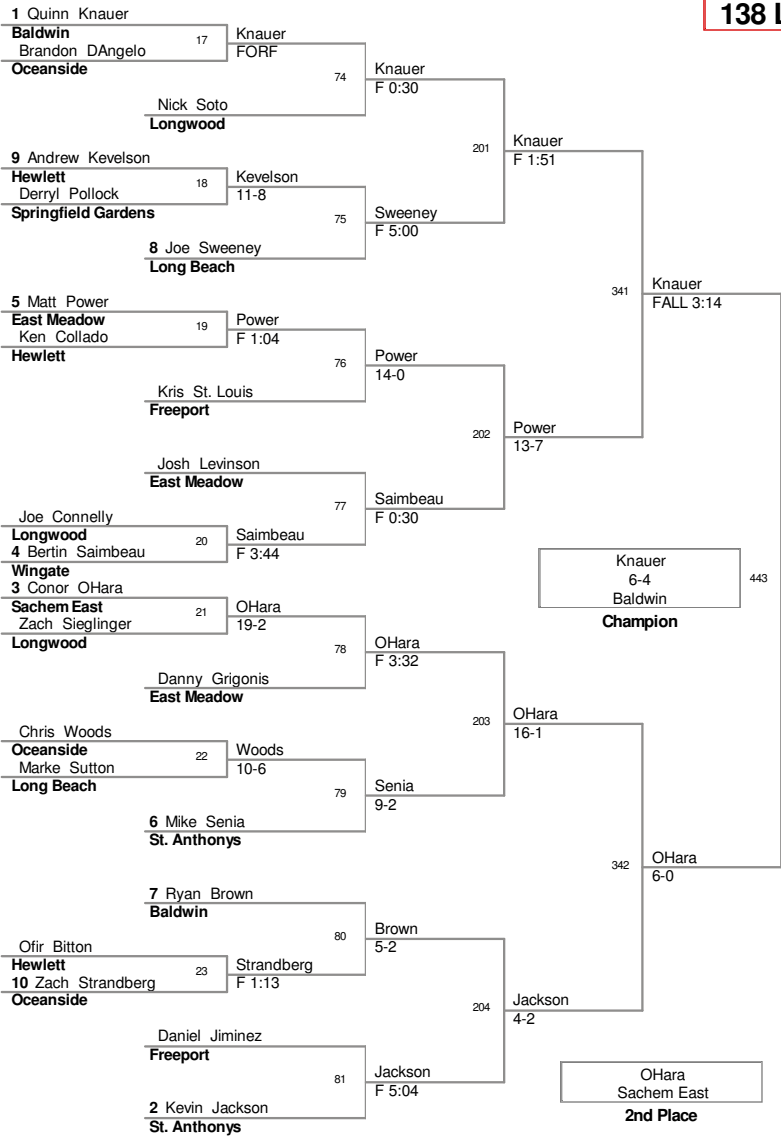 138 L
1 Quinn Knauer
Baldwin
17
Brandon DAngelo
Oceanside
Knauer
FORF
74
Nick Soto
Longwood
Knauer
F 0:30
201
9 Andrew Kevelson
Hewlett
18
Derryl Pollock
Springfield Gardens
Kevelson
11-8
75
8 Joe Sweeney
Long Beach
Sweeney
F 5:00
Knauer
F 1:51
341
5 Matt Power
East Meadow
19
Ken Collado
Hewlett
Power
F 1:04
76
Kris St. Louis
Freeport
Power
14-0
202
Josh Levinson
East Meadow
77
Joe Connelly
Longwood
20
4 Bertin Saimbeau
Wingate
Saimbeau
F 3:44
Saimbeau
F 0:30
Power
13-7
Knauer
FALL 3:14
Knauer
6-4
Baldwin
443
Champion
3 Conor OHara
Sachem East
21
Zach Sieglinger
Longwood
OHara
19-2
78
Danny Grigonis
East Meadow
OHara
F 3:32
203
Chris Woods
Oceanside
22
Marke Sutton
Long Beach
Woods
10-6
79
6 Mike Senia
St. Anthonys
Senia
9-2
OHara
16-1
342
7 Ryan Brown
Baldwin
80
Ofir Bitton
Hewlett
23
10 Zach Strandberg
Oceanside
Strandberg
F 1:13
Brown
5-2
204
Daniel Jiminez
Freeport
81
2 Kevin Jackson
St. Anthonys
Jackson
F 5:04
Jackson
4-2
OHara
6-0
OHara
Sachem East
2nd Place